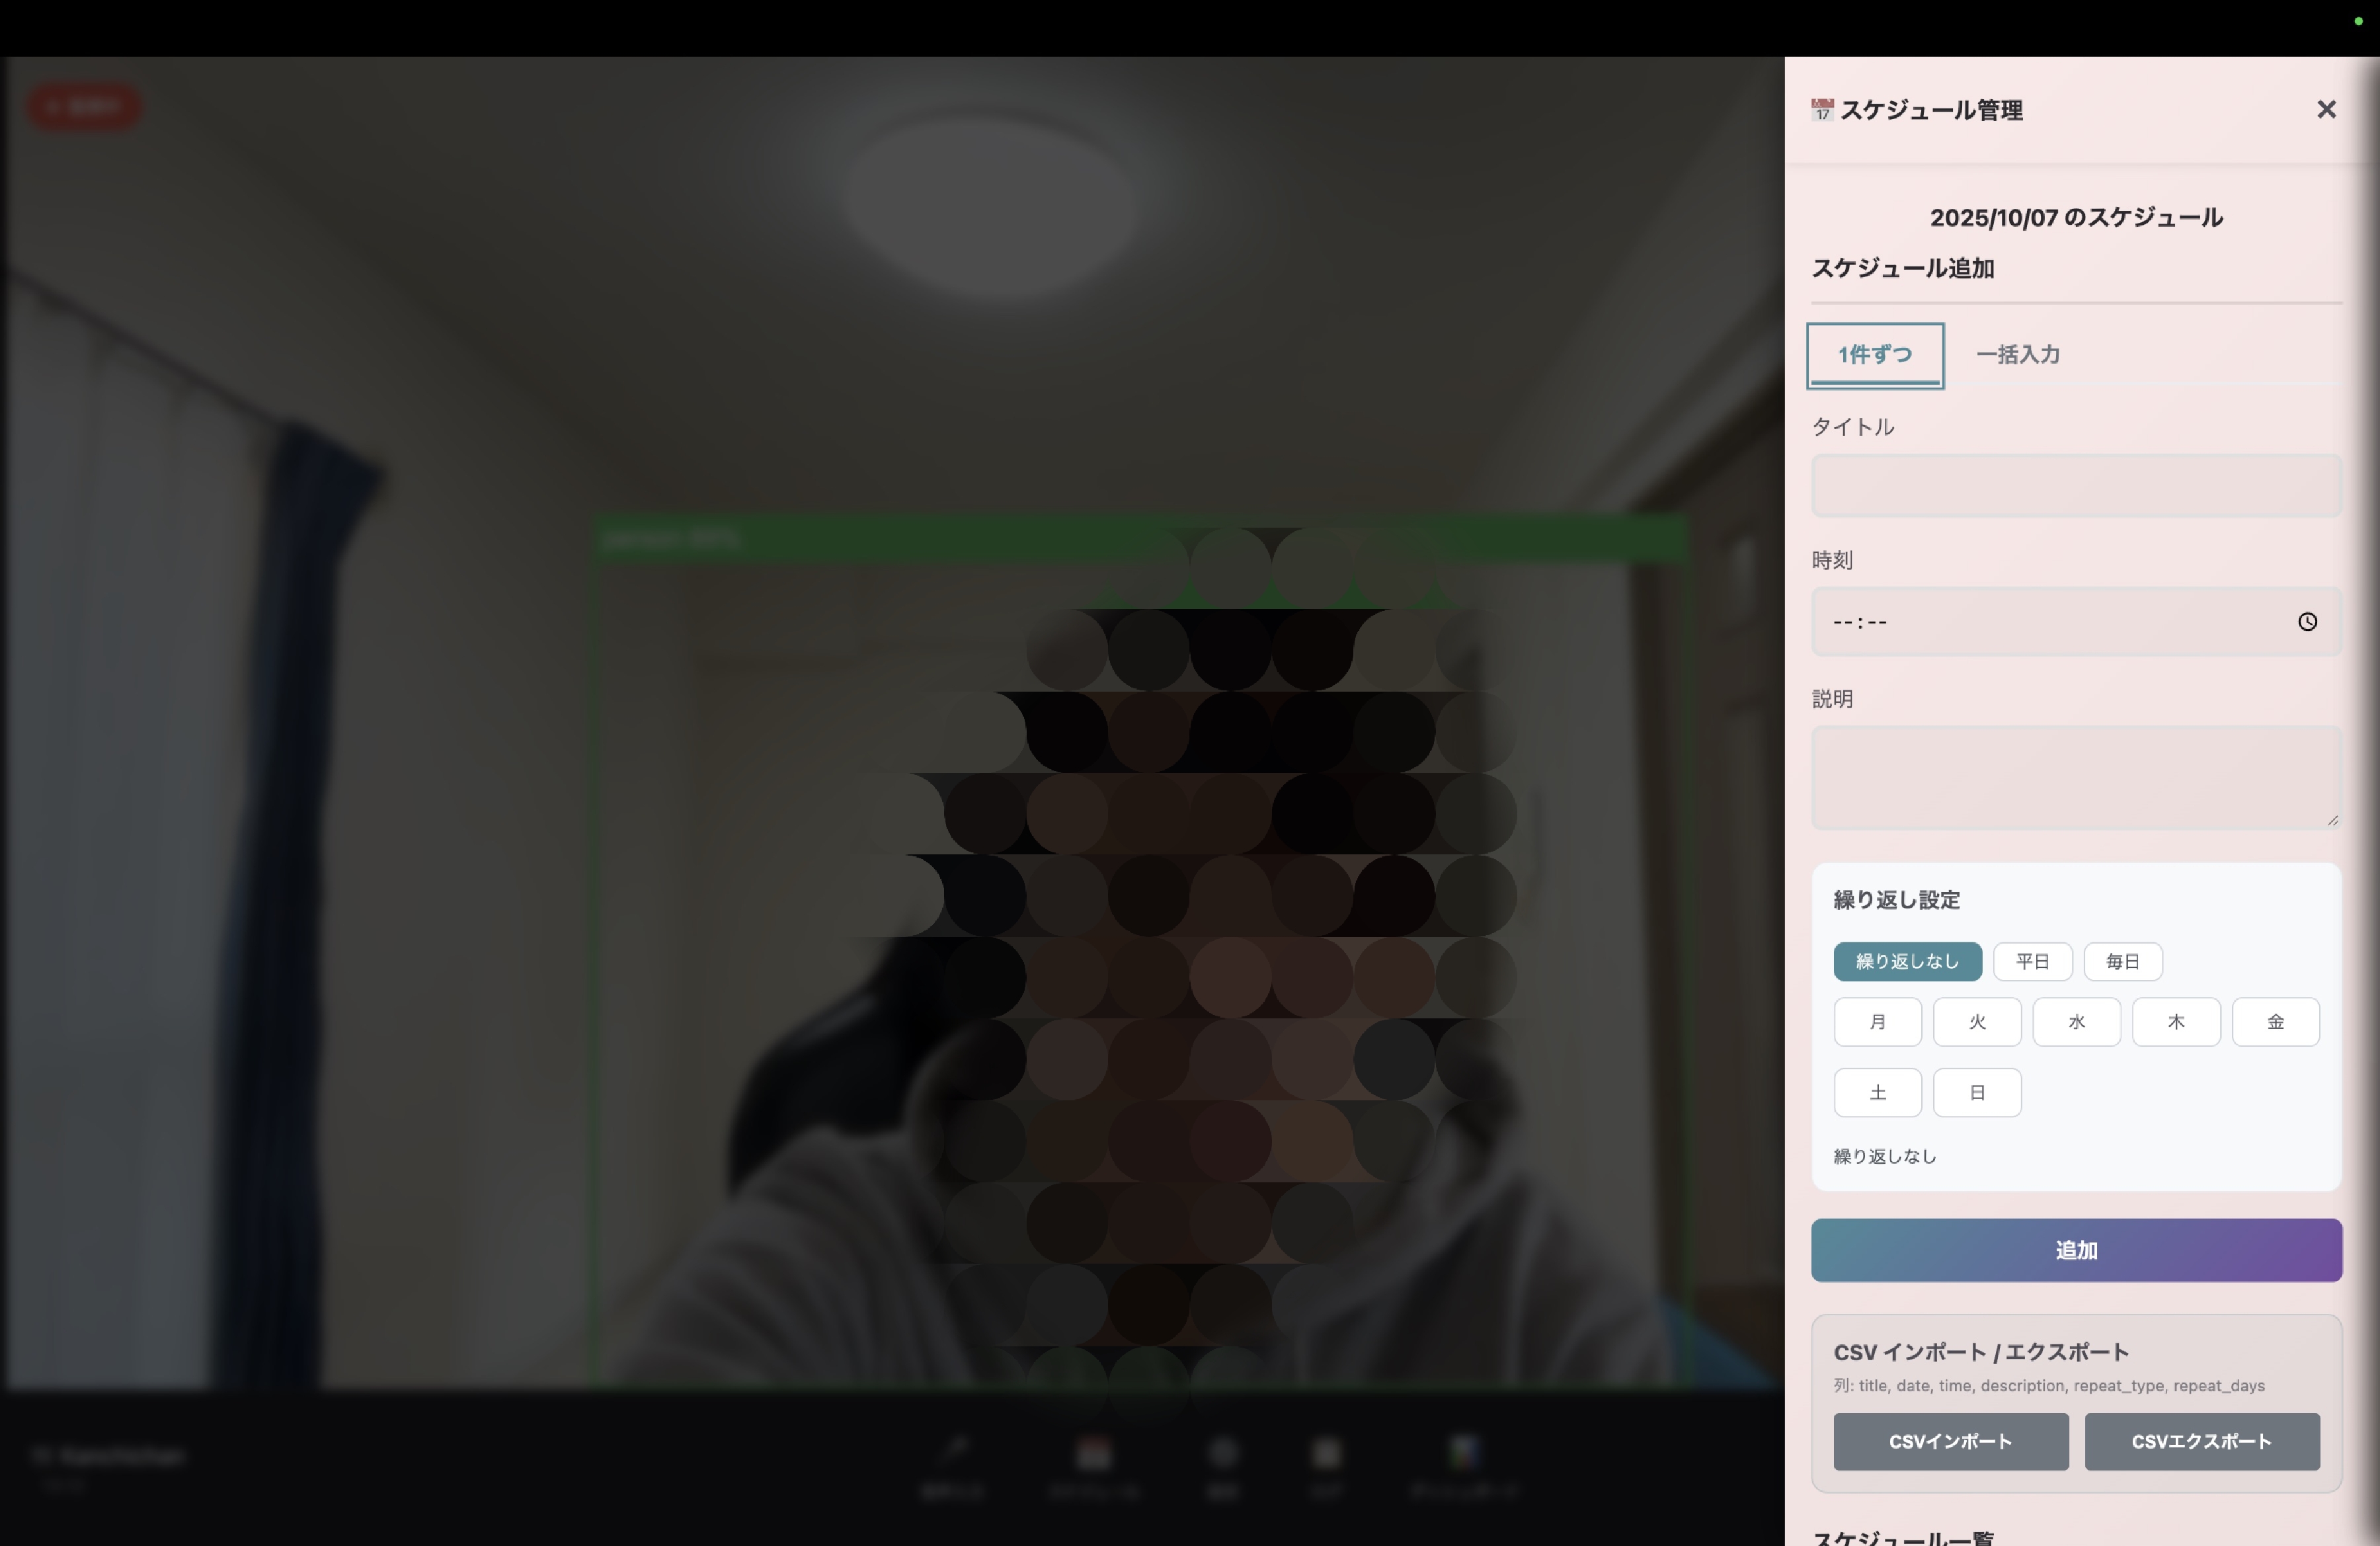 17
スケジュール管理
×
2025/10/07 のスケジュール
スケジュール追加
1件ずつ
一括入力
タイトル
時刻
--:--
説明
繰り返し設定
繰り返しなし
平日
毎日
月
火
水
木
金
土
日
繰り返しなし
追加
CSV インポート / エクスポート
列: title, date, time, description, repeat_type, repeat_days
CSVインポート
CSVエクスポート
スケジュール一覧